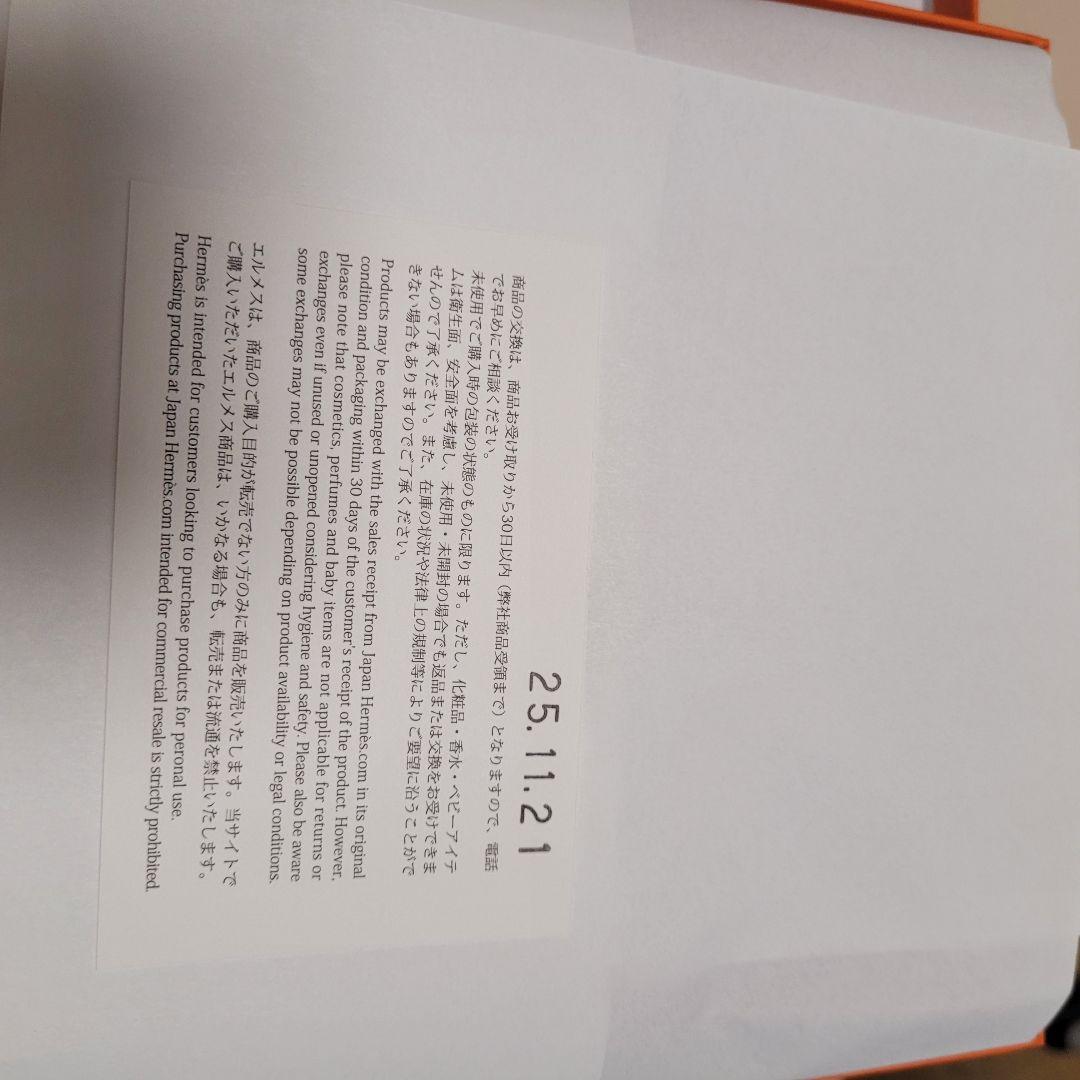 25.11.21
商品の交換は、商品お受け取りから30日以内（弊社商品受領まで）となりますので、電話
でお早めにご相談ください。
未使用でご購入時の包装の状態のものに限ります。ただし、化粧品・香水・ベビーアイテ
ムは衛生面、安全面を考慮し、未使用・未開封の場合でも返品または交換をお受けできま
せんので了承ください。また、在庫の状況や法律上の規制等によりご要望に沿うことがで
きない場合もありますのでご了承ください。
Products may be exchanged with the sales receipt from Japan Hermès.com in its original
condition and packaging within 30 days of the customer's receipt of the product. However,
please note that cosmetics, perfumes and baby items are not applicable for returns or
exchanges even if unused or unopened considering hygiene and safety. Please also be aware
some exchanges may not be possible depending on product availability or legal conditions.
エルメスは、商品のご購入目的が転売でない方のみに商品を販売いたします。当サイトで
ご購入いただいたエルメス商品は、いかなる場合も、転売または流通を禁止いたします。
Hermès is intended for customers looking to purchase products for peronal use.
Purchasing products at Japan Hermès.com intended for commercial resale is strictly prohibited.